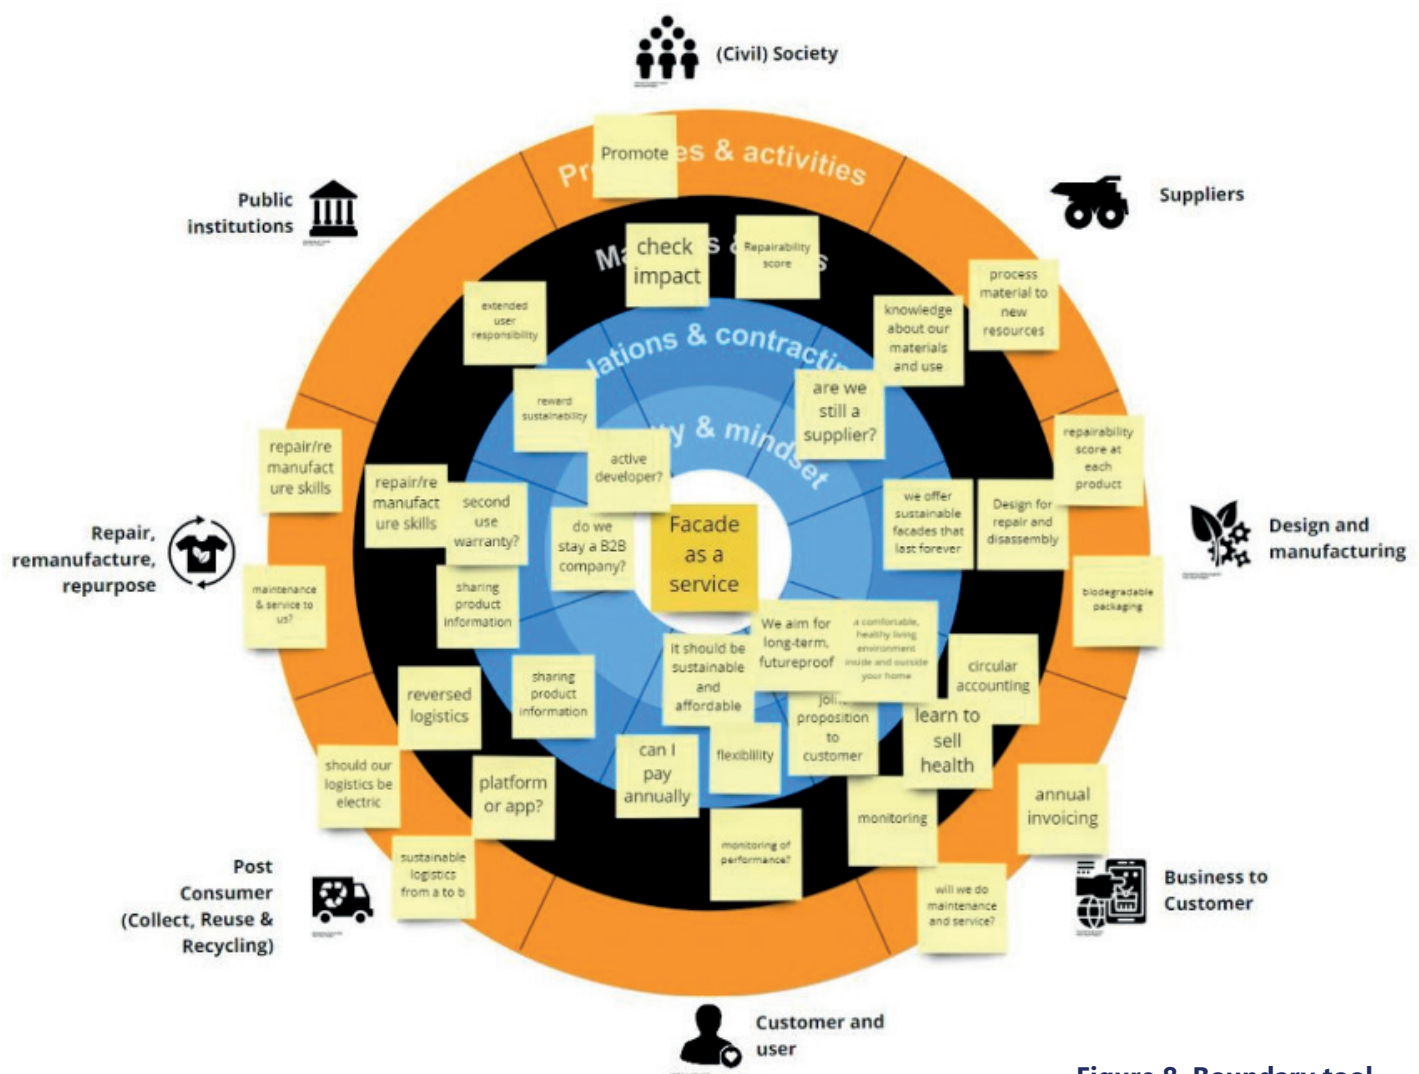 (Civil) Society
Public
institutions
Suppliers
Promote
es & activities
check
impact
Repairability
score
extended
user
responsibility
process
material to
new
resources
knowledge
about our
materials
and use
lations & contractin
reward
sustainability
are we
still a
supplier?
y & mindset
active
developer?
repair/re
manufact
ure skills
repair/re
manufact
ure skills
second
use
warranty?
do we
stay a B2B
company?
Facade
as a
service
we offer
sustainable
facades that
last forever
Design for
repair and
disassembly
repairability
score at
each
product
Repair,
remanufacture,
repurpose
Design and
manufacturing
maintenance
& service to
us?
sharing
product
information
biodegradable
packaging
reversed
logistics
sharing
product
information
it should be
sustainable
and
affordable
We aim for
long-term,
futureproof
a comfortable,
healthy living
environment
inside and outside
your home
circular
accounting
joint
proposition
to
customer
learn to
sell
health
should our
logistics be
electric
platform
or app?
can I
pay
annually
flexibility
monitoring
annual
invoicing
sustainable
logistics
from a to b
monitoring of
performance?
will we do
maintenance
and service?
Post
Consumer
(Collect, Reuse &
Recycling)
Business to
Customer
Customer and
user
Figure 8. Boundary tool